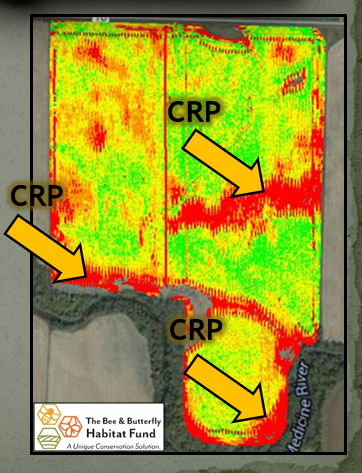 CRP
CRP
CRP
Medicine River
The Bee & Butterfly
Habitat Fund
A Unique Conservation Solution.